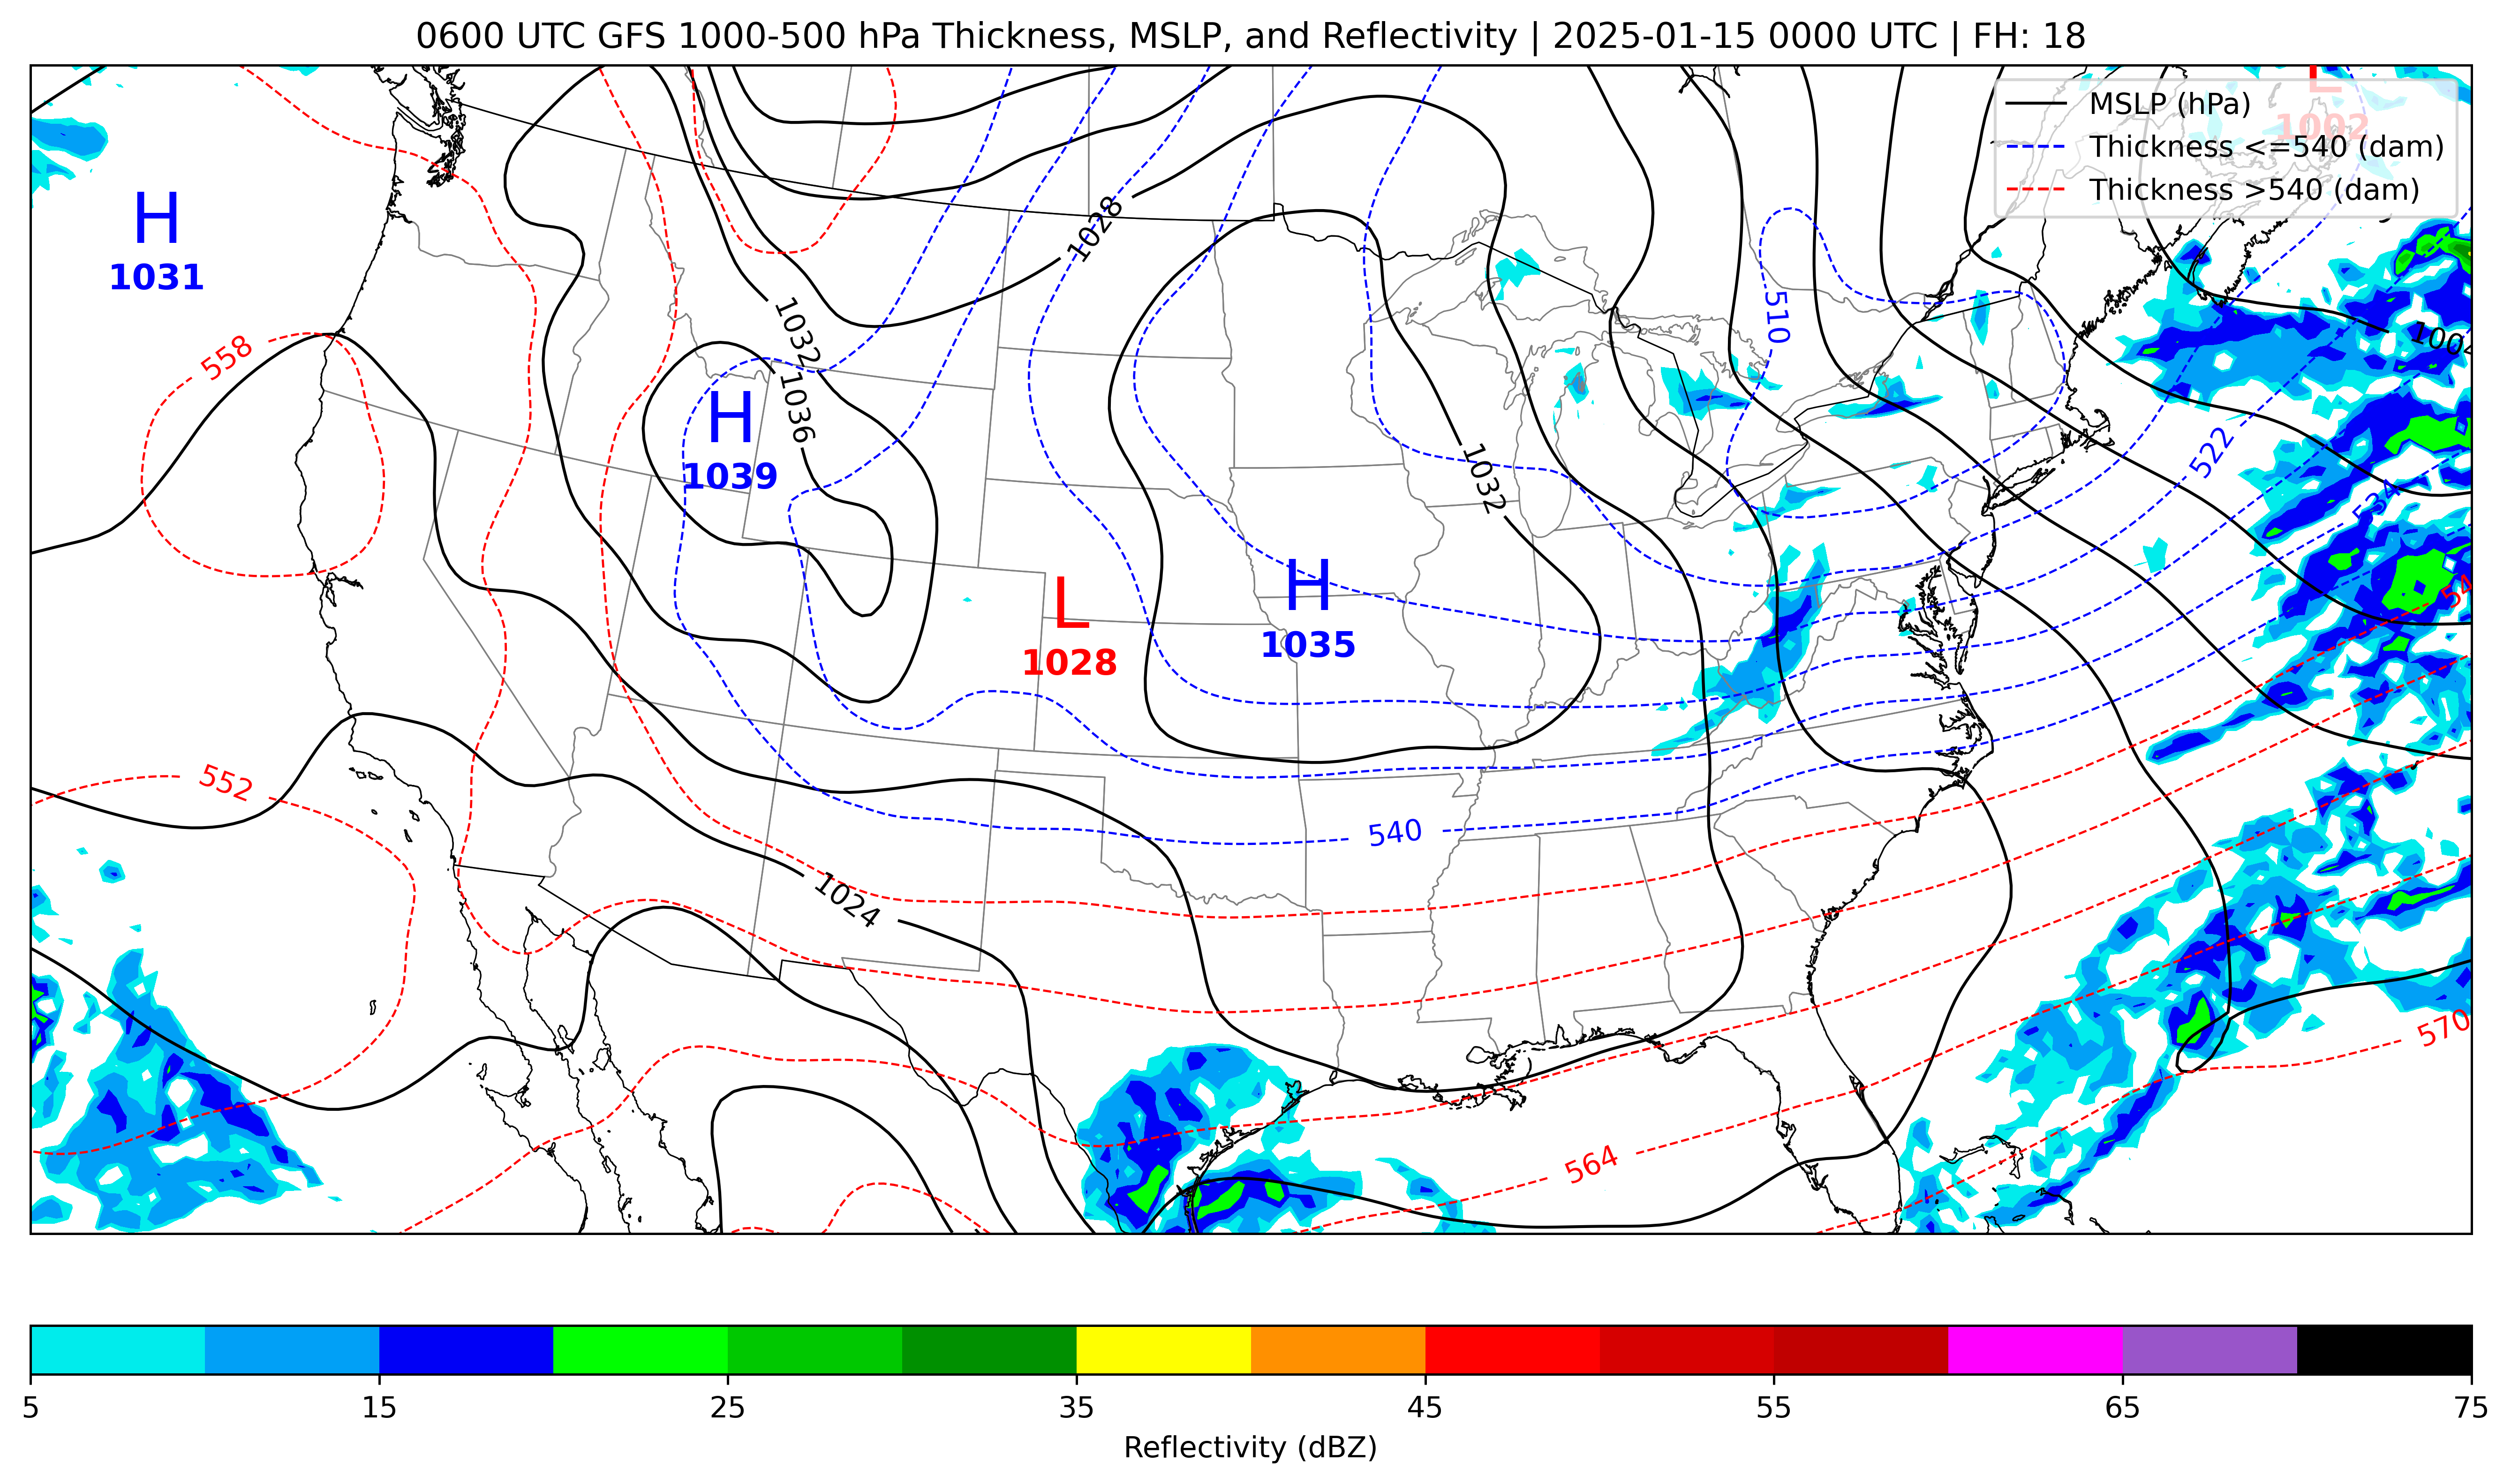 0600 UTC GFS 1000-500 hPa Thickness, MSLP, and Reflectivity | 2025-01-15 0000 UTC | FH: 18
L
1002
MSLP (hPa)
Thickness <=540 (dam)
Thickness >540 (dam)
H
1031
1028
1032
510
1004
558
1036
H
1039
522
1032
534
H
1035
L
1028
552
540
1024
570
564
5 15 25 35 45 55 65 75
Reflectivity (dBZ)